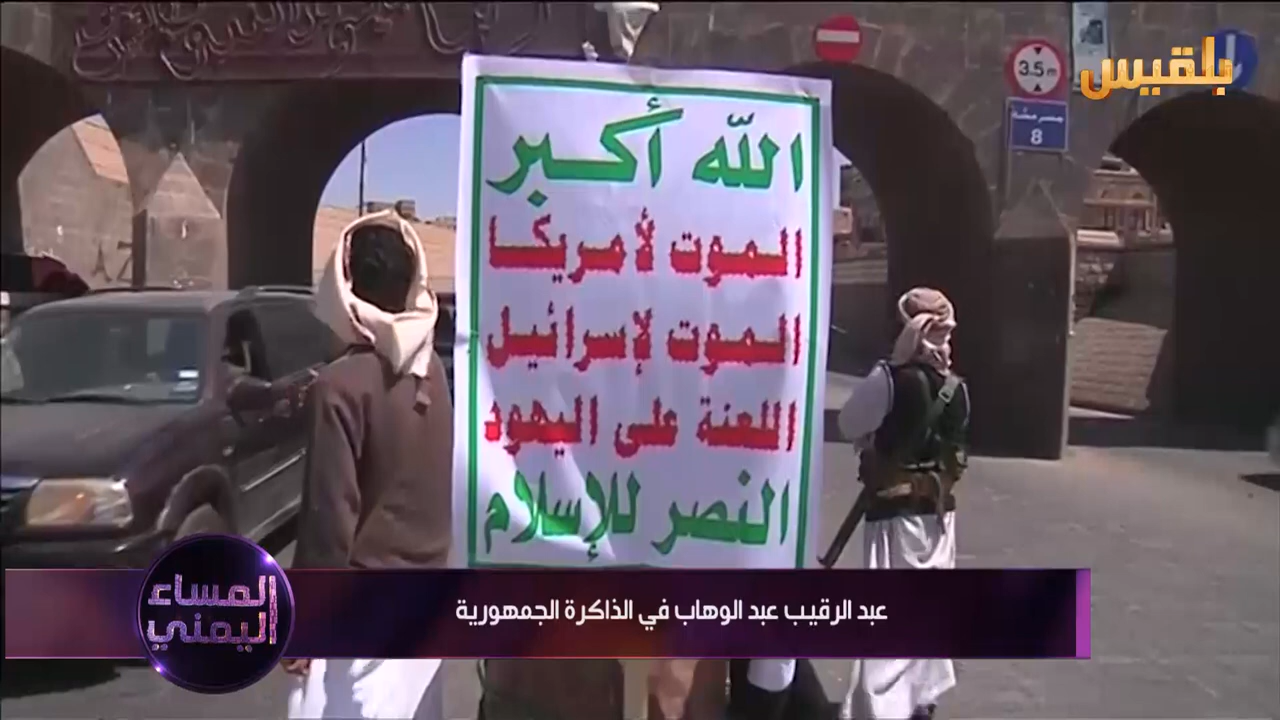 بلقيس
3.5 m
8
الله أكبر
الموت لأمريكا
الموت لإسرائيل
اللعنة على اليهود
النصر للإسلام
المساء
اليمني
عبد الرقيب عبد الوهاب في الذاكرة الجمهورية